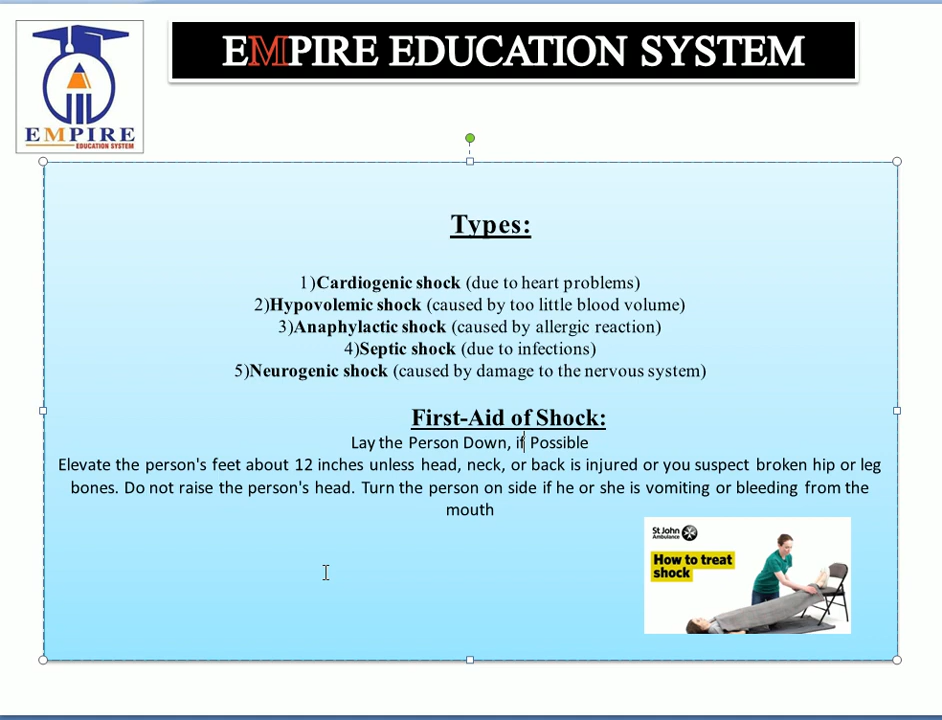 EMPIRE EDUCATION SYSTEM
EMPIRE
EDUCATION SYSTEM
Types:
1)Cardiogenic shock (due to heart problems)
2)Hypovolemic shock (caused by too little blood volume)
3)Anaphylactic shock (caused by allergic reaction)
4)Septic shock (due to infections)
5)Neurogenic shock (caused by damage to the nervous system)
First-Aid of Shock:
Lay the Person Down, if Possible
Elevate the person's feet about 12 inches unless head, neck, or back is injured or you suspect broken hip or leg
bones. Do not raise the person's head. Turn the person on side if he or she is vomiting or bleeding from the
mouth
St John
Ambulance
How to treat
shock